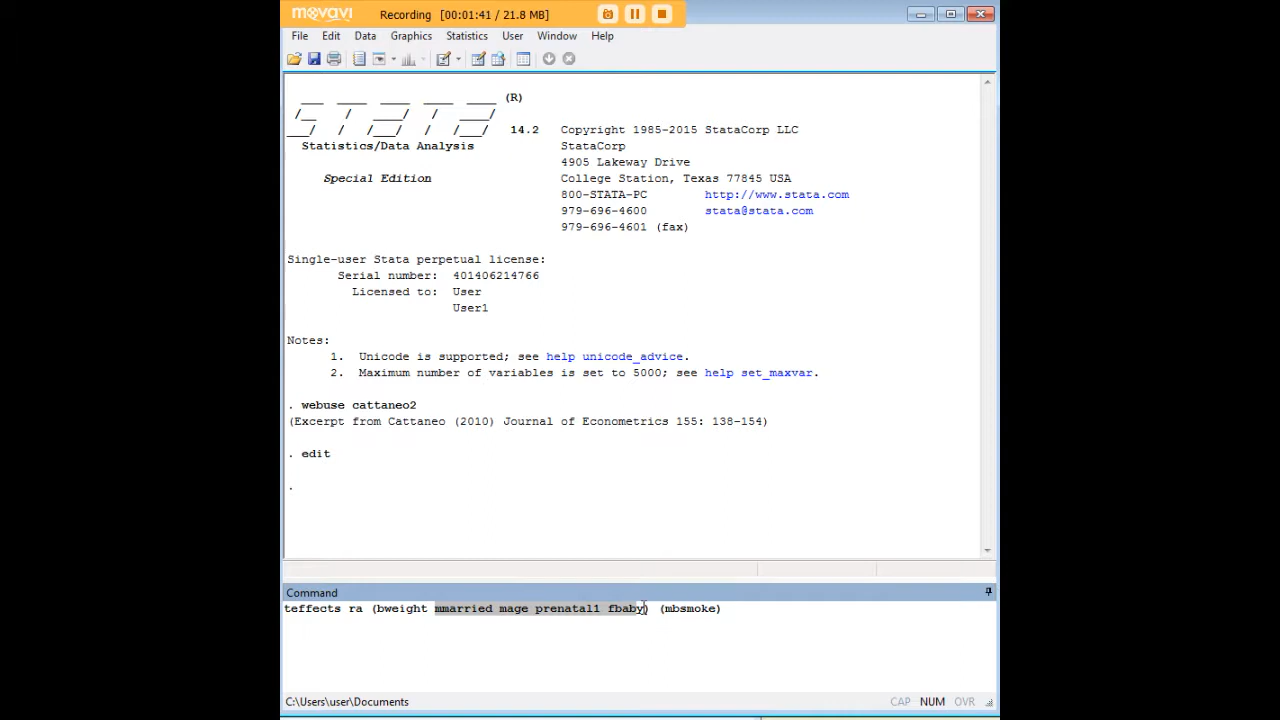 movavi Recording [00:01:41 / 21.8 MB]
File Edit Data Graphics Statistics User Window Help
(R)
14.2 Copyright 1985-2015 StataCorp LLC
Statistics/Data Analysis StataCorp
4905 Lakeway Drive
Special Edition College Station, Texas 77845 USA
800-STATA-PC http://www.stata.com
979-696-4600 stata@stata.com
979-696-4601 (fax)
Single-user Stata perpetual license:
Serial number: 401406214766
Licensed to: User
User1
Notes:
1. Unicode is supported; see help unicode_advice.
2. Maximum number of variables is set to 5000; see help set_maxvar.
. webuse cattaneo2
(Excerpt from Cattaneo (2010) Journal of Econometrics 155: 138-154)
. edit
.
Command
teffects ra (bweight mmarried mage prenatal1 fbaby) (mbsmoke)
C:\Users\user\Documents CAP NUM OVR